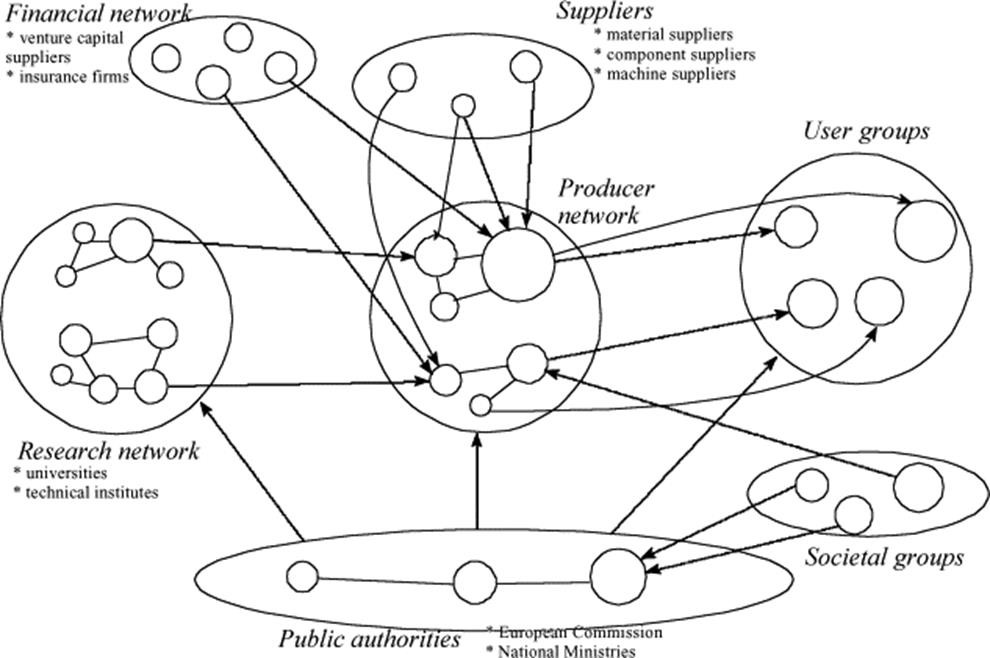 Financial network
* venture capital
suppliers
* insurance firms
Suppliers
* material suppliers
* component suppliers
* machine suppliers
User groups
Producer
network
Research network
* universities
* technical institutes
Societal groups
Public authorities
* European Commission
* National Ministries